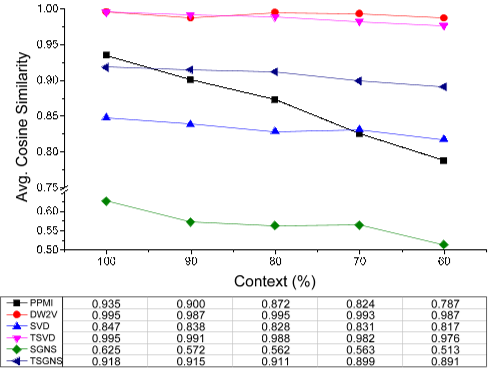 1.00
0.95
0.90
0.85
0.80
0.75
0.60
0.55
0.50
Avg. Cosine Similarity
100 90 80 70 60
Context (%)
PPMI 0.935 0.900 0.872 0.824 0.787
DW2V 0.995 0.987 0.995 0.993 0.987
SVD 0.847 0.838 0.828 0.831 0.817
TSVD 0.995 0.991 0.988 0.982 0.976
SGNS 0.625 0.572 0.562 0.563 0.513
TSGNS 0.918 0.915 0.911 0.899 0.891